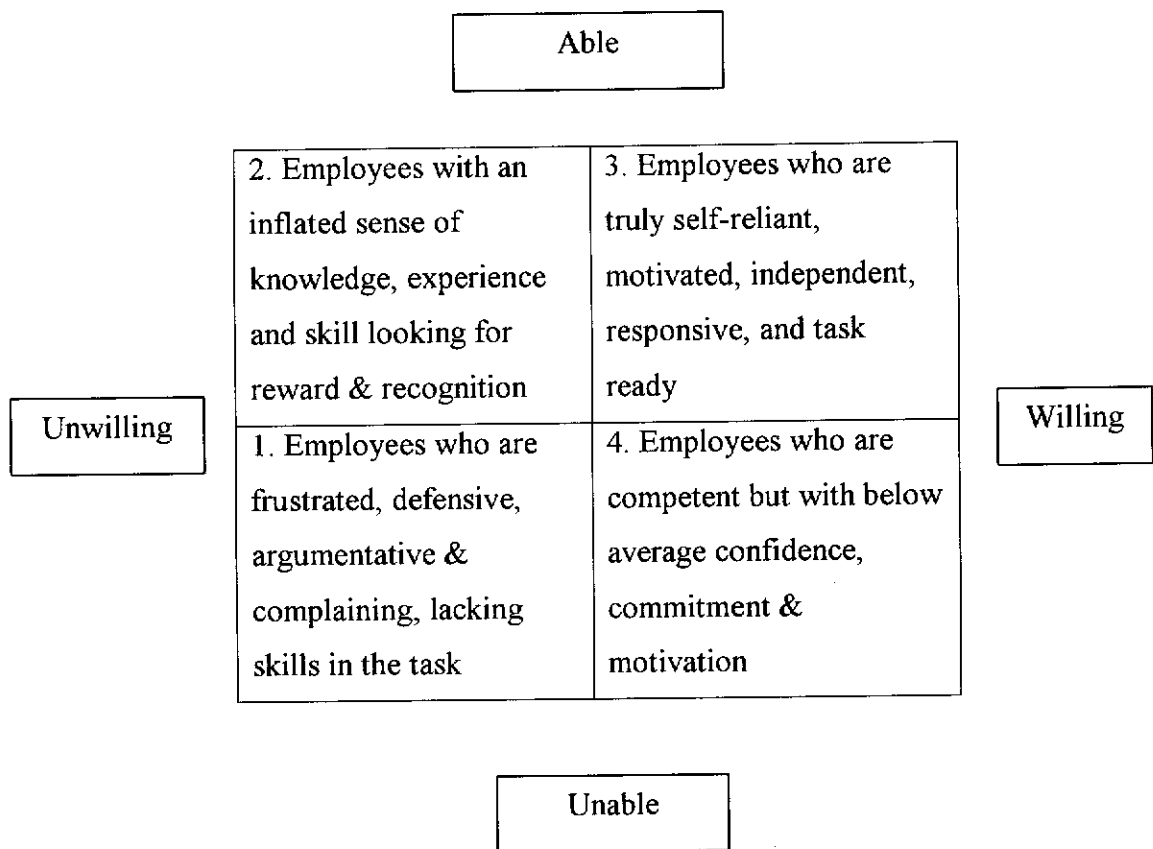 Able
2. Employees with an
inflated sense of
knowledge, experience
and skill looking for
reward & recognition
3. Employees who are
truly self-reliant,
motivated, independent,
responsive, and task
ready
Unwilling
Willing
1. Employees who are
frustrated, defensive,
argumentative &
complaining, lacking
skills in the task
4. Employees who are
competent but with below
average confidence,
commitment &
motivation
Unable